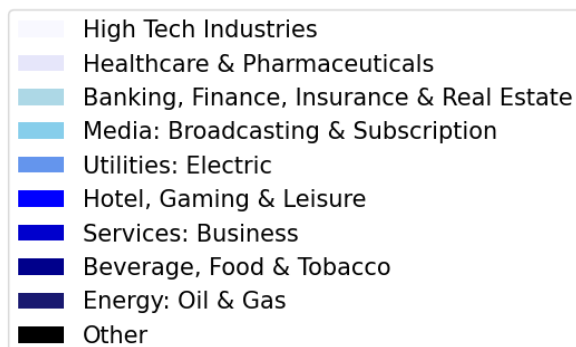 High Tech Industries
Healthcare & Pharmaceuticals
Banking, Finance, Insurance & Real Estate
Media: Broadcasting & Subscription
Utilities: Electric
Hotel, Gaming & Leisure
Services: Business
Beverage, Food & Tobacco
Energy: Oil & Gas
Other